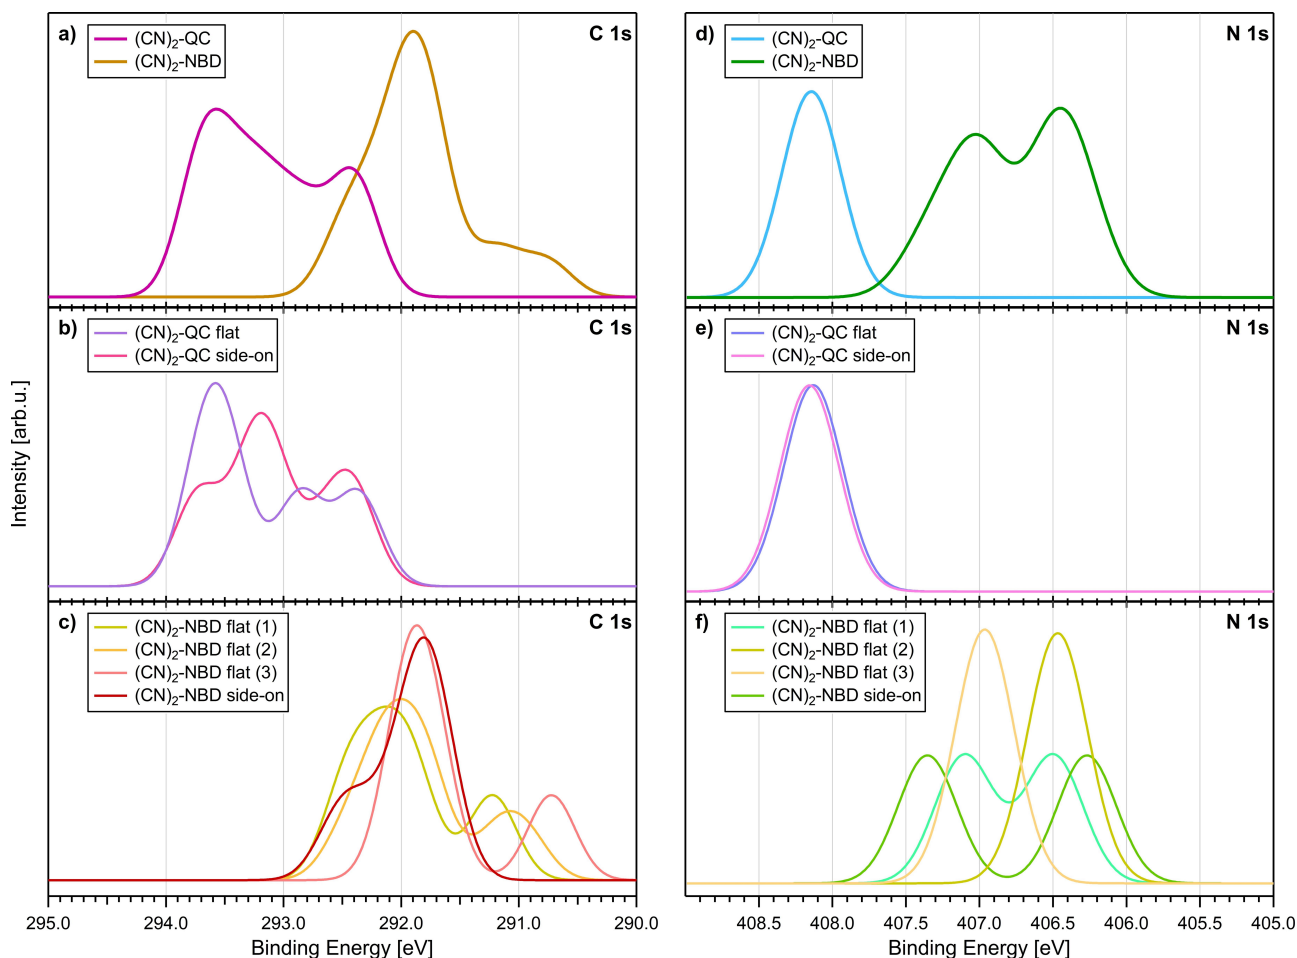 a)
(CN)₂-QC
(CN)₂-NBD
C 1s
d)
(CN)₂-QC
(CN)₂-NBD
N 1s
b)
(CN)₂-QC flat
(CN)₂-QC side-on
C 1s
e)
(CN)₂-QC flat
(CN)₂-QC side-on
N 1s
Intensity [arb.u.]
c)
(CN)₂-NBD flat (1)
(CN)₂-NBD flat (2)
(CN)₂-NBD flat (3)
(CN)₂-NBD side-on
C 1s
f)
(CN)₂-NBD flat (1)
(CN)₂-NBD flat (2)
(CN)₂-NBD flat (3)
(CN)₂-NBD side-on
N 1s
295.0 294.0 293.0 292.0 291.0 290.0
408.5 408.0 407.5 407.0 406.5 406.0 405.5 405.0
Binding Energy [eV]
Binding Energy [eV]